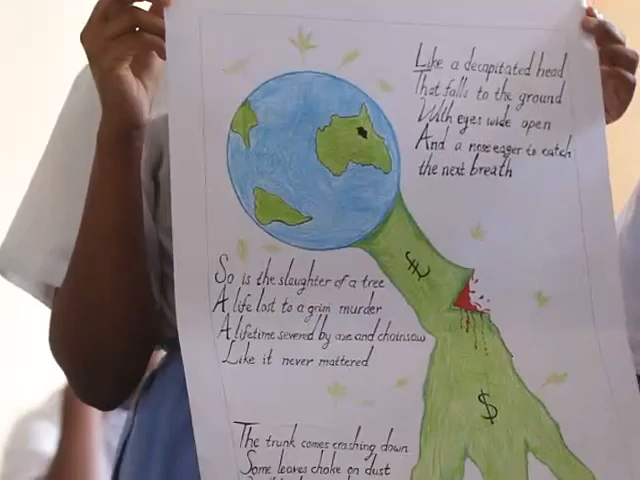 Like a decapitated head
That falls to the ground
With eyes wide open
And a nose eager to catch
the next breath
So is the slaughter of a tree
A life lost to a grim murder
A lifetime severed by axe and chainsaw
Like it never mattered
$
The trunk comes crashing down
Some leaves choke on dust